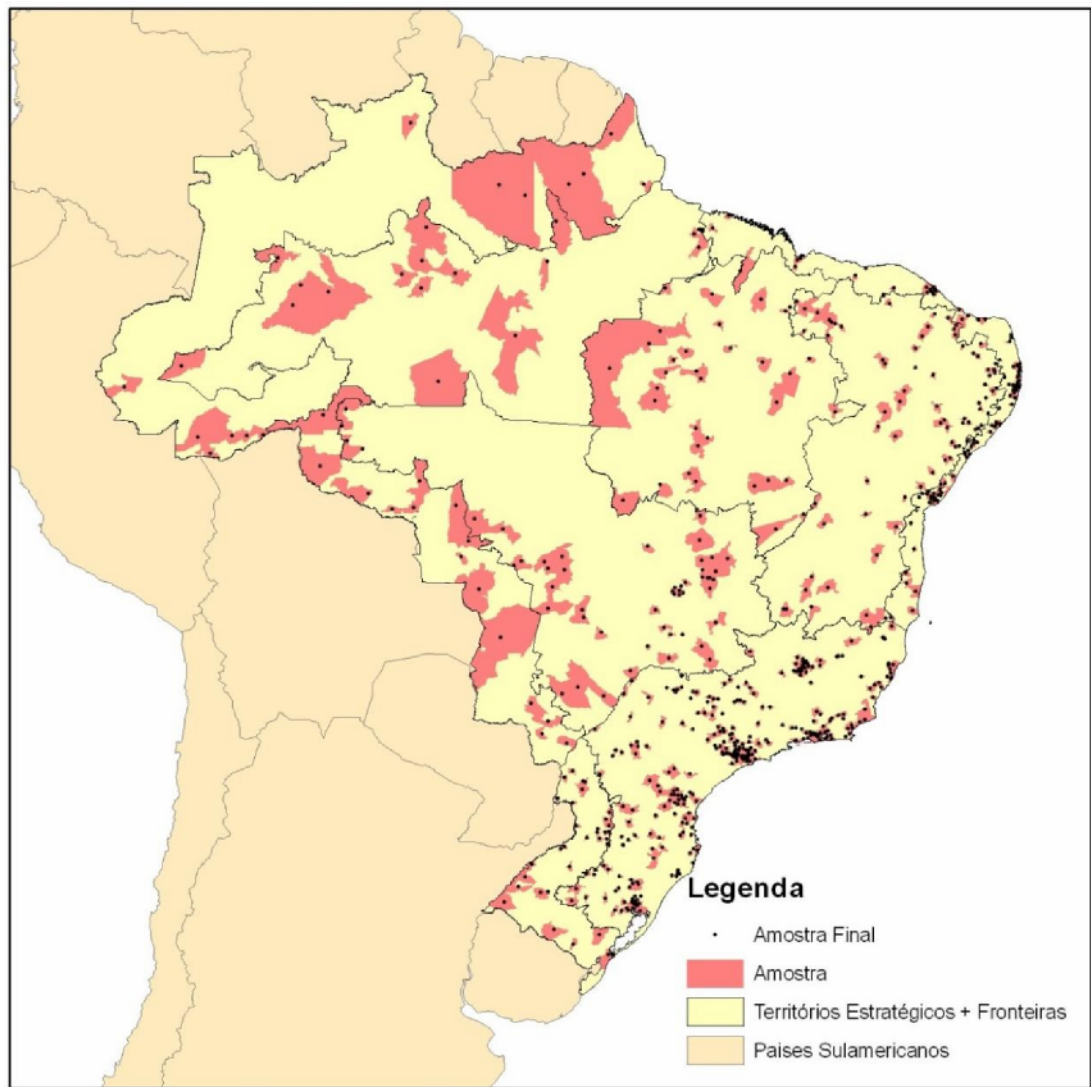 Legenda
Amostra Final
Amostra
Territórios Estratégicos + Fronteiras
Paises Sulamericanos